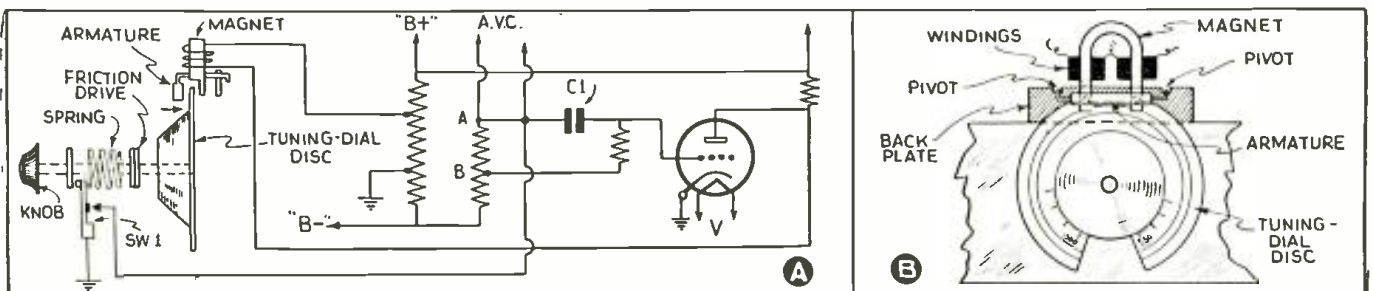 MAGNET
"B+"
A.V.C.
ARMATURE
FRICTION
DRIVE
SPRING
C1
A
TUNING-DIAL
DISC
B
KNOB
"B-"
SW 1
V
A
WINDINGS
MAGNET
PIVOT
PIVOT
BACK
PLATE
ARMATURE
TUNING-
DIAL
DISC
B